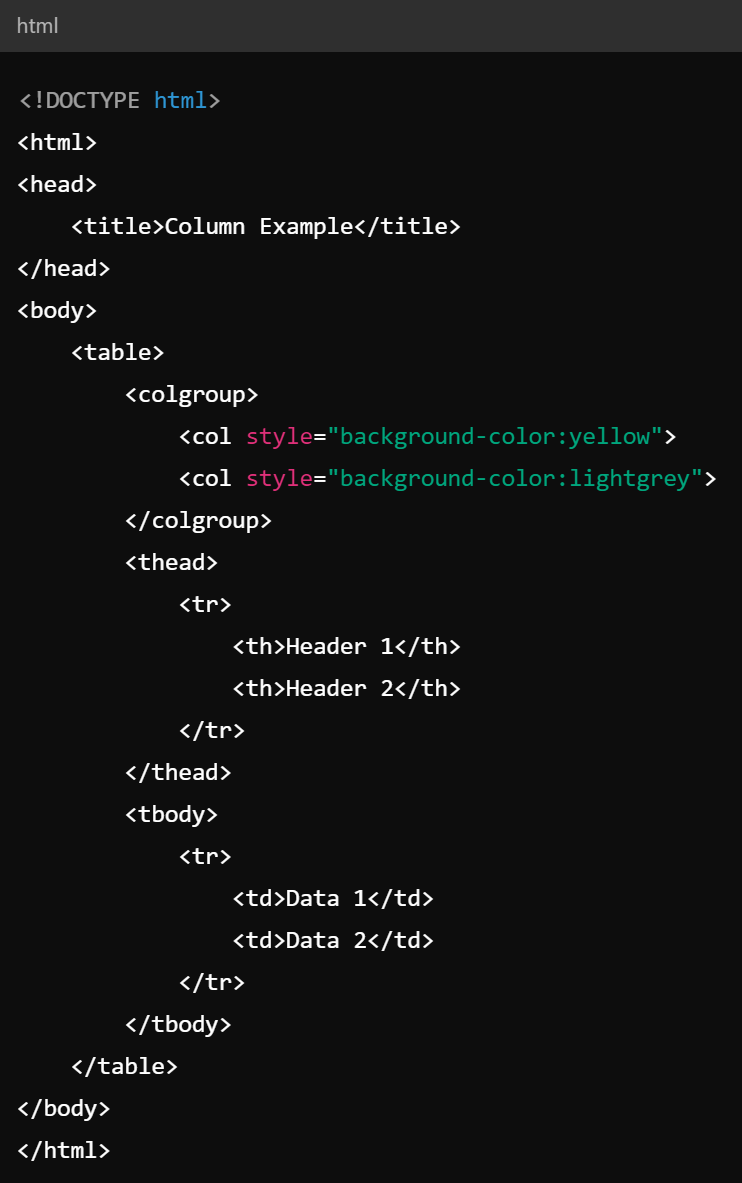 html
<!DOCTYPE html>
<html>
<head>
    <title>Column Example</title>
</head>
<body>
    <table>
        <colgroup>
            <col style="background-color:yellow">
            <col style="background-color:lightgrey">
        </colgroup>
        <thead>
            <tr>
                <th>Header 1</th>
                <th>Header 2</th>
            </tr>
        </thead>
        <tbody>
            <tr>
                <td>Data 1</td>
                <td>Data 2</td>
            </tr>
        </tbody>
    </table>
</body>
</html>